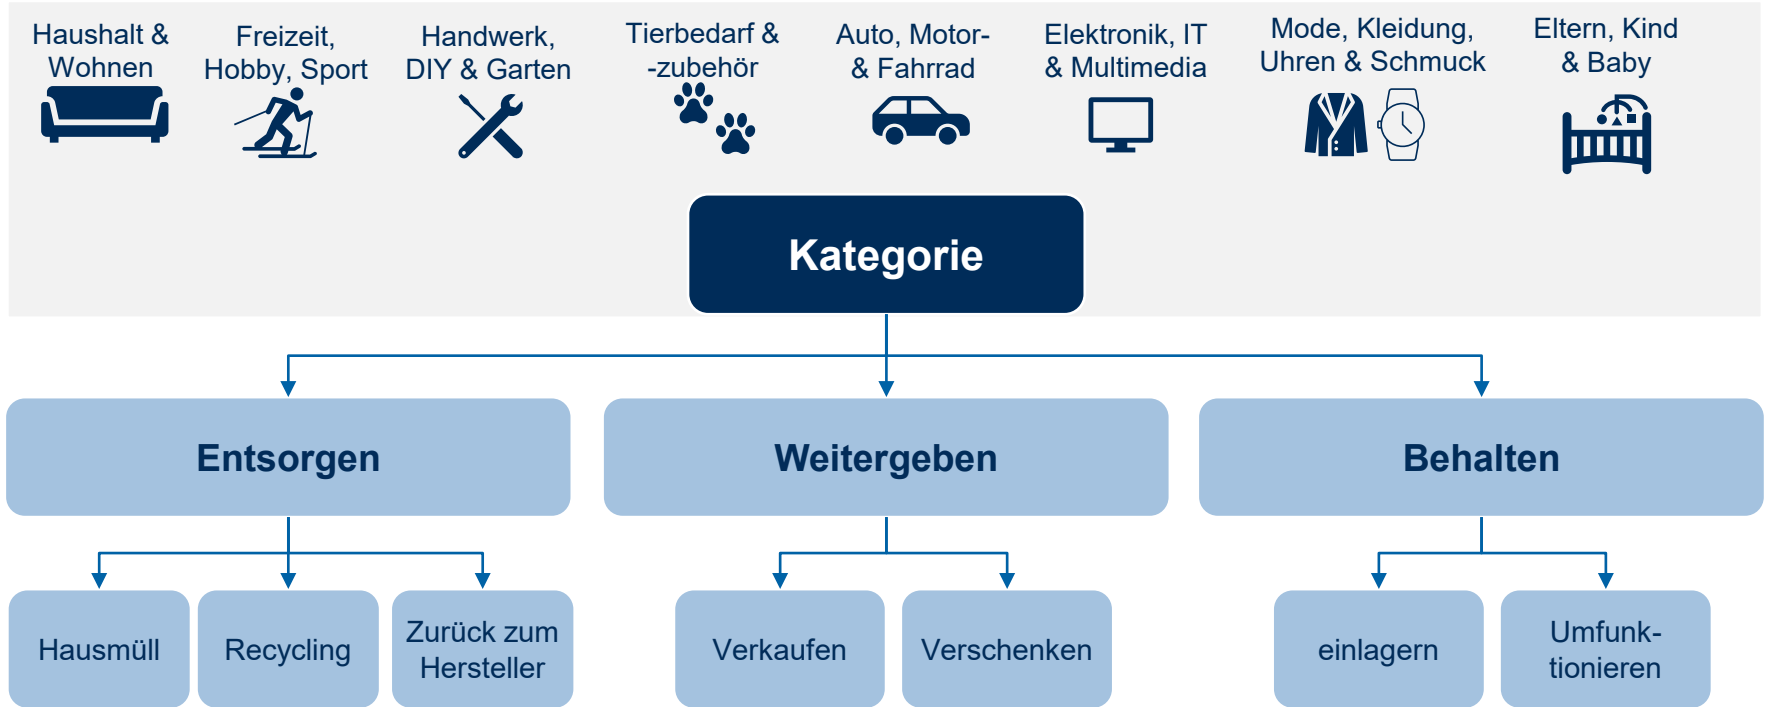 Haushalt &
Wohnen
Freizeit,
Hobby, Sport
Handwerk,
DIY & Garten
Tierbedarf &
-zubehör
Auto, Motor-
& Fahrrad
Elektronik, IT
& Multimedia
Mode, Kleidung,
Uhren & Schmuck
Eltern, Kind
& Baby
Kategorie
Entsorgen
Weitergeben
Behalten
Hausmüll
Recycling
Zurück zum
Hersteller
Verkaufen
Verschenken
einlagern
Umfunk-
tionieren